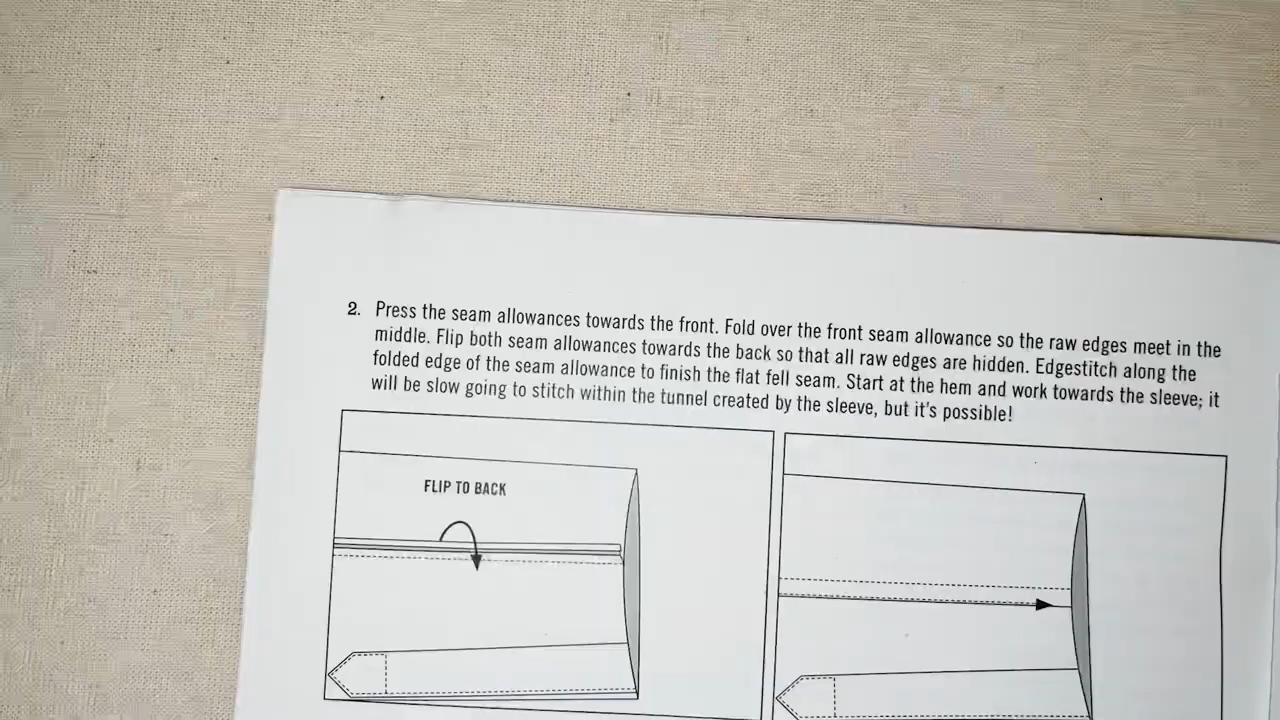 2. Press the seam allowances towards the front. Fold over the front seam allowance so the raw edges meet in the
middle. Flip both seam allowances towards the back so that all raw edges are hidden. Edgestitch along the
folded edge of the seam allowance to finish the flat fell seam. Start at the hem and work towards the sleeve; it
will be slow going to stitch within the tunnel created by the sleeve, but it's possible!
FLIP TO BACK